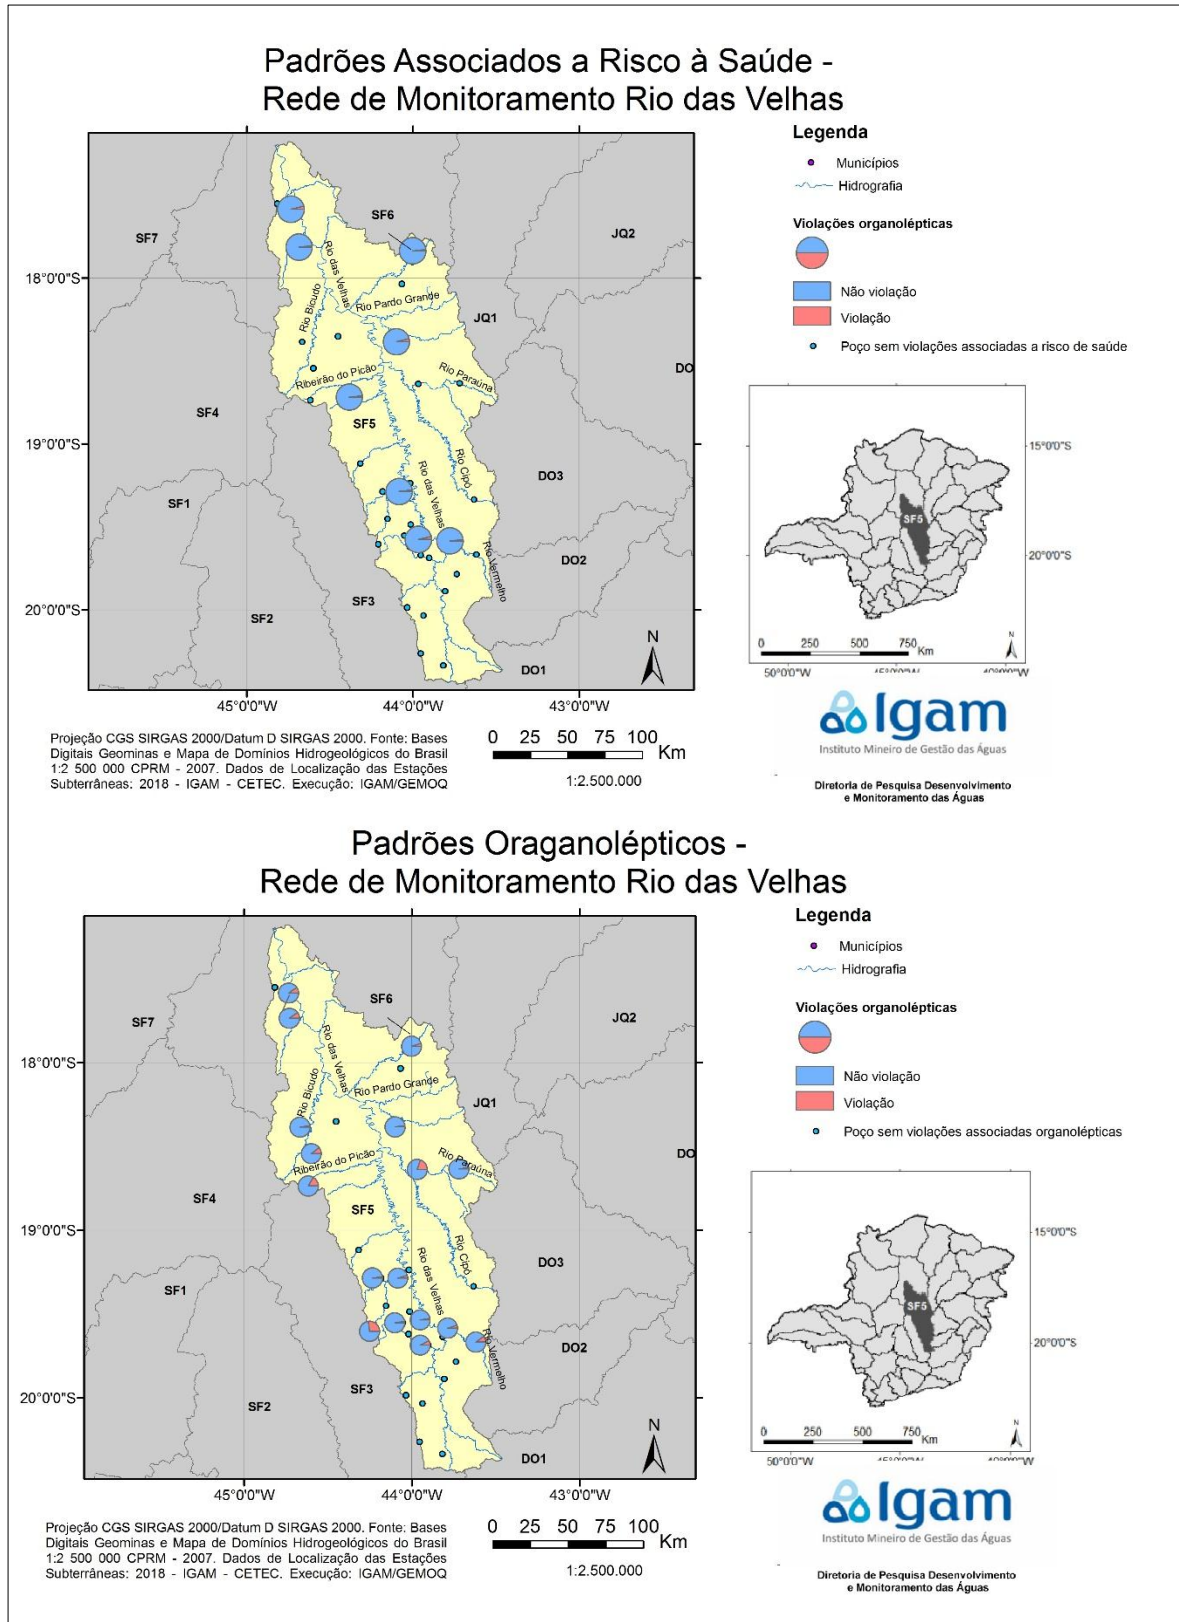 Padrões Associados a Risco à Saúde -
Rede de Monitoramento Rio das Velhas
Legenda
Municípios
Hidrografia
Violações organolépticas
Não violação
Violação
Poço sem violações associadas a risco de saúde
SF7
SF6
JQ2
18°0'0"S
Rio das Velhas
Rio Pardo Grande
Rio Bicudo
JQ1
DO
Ribeirão do Picão
Rio Paraúna
SF4
SF5
19°0'0"S
Rio Cipó
DO3
SF1
Rio das Velhas
DO2
Rio Vermelho
SF3
20°0'0"S
SF2
N
DO1
45°0'0"W
44°0'0"W
43°0'0"W
15°0'0"S
SF5
20°0'0"S
0 250 500 750
Km
N
50°0'0"W
45°0'0"W
40°0'0"W
Projeção CGS SIRGAS 2000/Datum D SIRGAS 2000. Fonte: Bases
Digitais Geominas e Mapa de Domínios Hidrogeológicos do Brasil
1:2 500 000 CPRM - 2007. Dados de Localização das Estações
Subterrâneas: 2018 - IGAM - CETEC. Execução: IGAM/GEMOQ
0 25 50 75 100
Km
1:2.500.000
Igam
Instituto Mineiro de Gestão das Águas
Diretoria de Pesquisa Desenvolvimento
e Monitoramento das Águas
Padrões Oraganolépticos -
Rede de Monitoramento Rio das Velhas
Legenda
Municípios
Hidrografia
Violações organolépticas
Não violação
Violação
Poço sem violações associadas organolépticas
SF7
SF6
JQ2
18°0'0"S
Rio das Velhas
Rio Pardo Grande
Rio Bicudo
JQ1
DO
Ribeirão do Picão
Rio Paraúna
SF4
SF5
19°0'0"S
Rio Cipó
DO3
SF1
Rio das Velhas
DO2
Rio Vermelho
SF3
20°0'0"S
SF2
N
DO1
45°0'0"W
44°0'0"W
43°0'0"W
15°0'0"S
SF5
20°0'0"S
0 250 500 750
Km
N
50°0'0"W
45°0'0"W
40°0'0"W
Projeção CGS SIRGAS 2000/Datum D SIRGAS 2000. Fonte: Bases
Digitais Geominas e Mapa de Domínios Hidrogeológicos do Brasil
1:2 500 000 CPRM - 2007. Dados de Localização das Estações
Subterrâneas: 2018 - IGAM - CETEC. Execução: IGAM/GEMOQ
0 25 50 75 100
Km
1:2.500.000
Igam
Instituto Mineiro de Gestão das Águas
Diretoria de Pesquisa Desenvolvimento
e Monitoramento das Águas